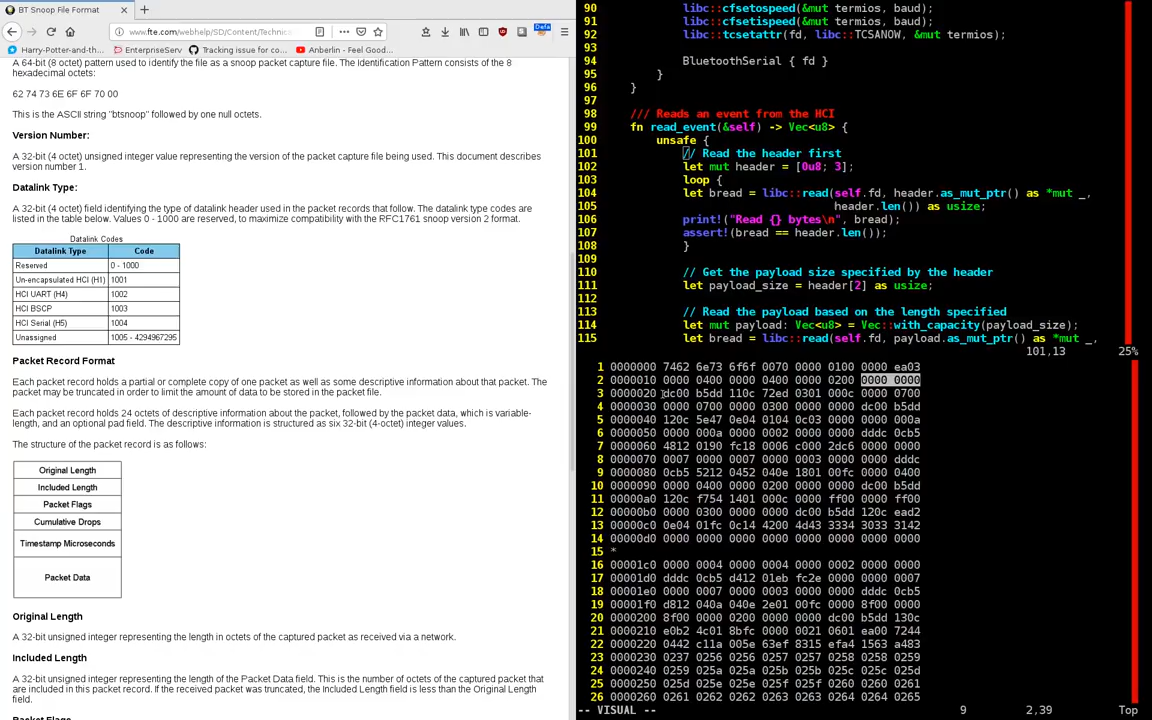 BT Snoop File Format
www.fte.com/webhelp/SD/Content/Technic
Harry-Potter-and-th…
EnterpriseServ
Tracking issue for co…
Anberlin - Feel Good…
A 64-bit (8 octet) pattern used to identify the file as a snoop packet capture file. The Identification Pattern consists of the 8
hexadecimal octets:
62 74 73 6E 6F 6F 70 00
This is the ASCII string "btsnoop" followed by one null octets.
Version Number:
A 32-bit (4 octet) unsigned integer value representing the version of the packet capture file being used. This document describes
version number 1.
Datalink Type:
A 32-bit (4 octet) field identifying the type of datalink header used in the packet records that follow. The datalink type codes are
listed in the table below. Values 0 - 1000 are reserved, to maximize compatibility with the RFC1761 snoop version 2 format.
Datalink Codes
Datalink Type Code
Reserved 0 - 1000
Un-encapsulated HCI (H1) 1001
HCI UART (H4) 1002
HCI BSCP 1003
HCI Serial (H5) 1004
Unassigned 1005 - 4294967295
Packet Record Format
Each packet record holds a partial or complete copy of one packet as well as some descriptive information about that packet. The
packet may be truncated in order to limit the amount of data to be stored in the packet file.
Each packet record holds 24 octets of descriptive information about the packet, followed by the packet data, which is variable-
length, and an optional pad field. The descriptive information is structured as six 32-bit (4-octet) integer values.
The structure of the packet record is as follows:
Original Length
Included Length
Packet Flags
Cumulative Drops
Timestamp Microseconds
Packet Data
Original Length
A 32-bit unsigned integer representing the length in octets of the captured packet as received via a network.
Included Length
A 32-bit unsigned integer representing the length of the Packet Data field. This is the number of octets of the captured packet that
are included in this packet record. If the received packet was truncated, the Included Length field is less than the Original Length
field.
Packet Flags
90 libc::cfsetospeed(&mut termios, baud);
91 libc::cfsetispeed(&mut termios, baud);
92 libc::tcsetattr(fd, libc::TCSANOW, &mut termios);
93
94 BluetoothSerial { fd }
95 }
96 }
97
98 /// Reads an event from the HCI
99 fn read_event(&self) -> Vec<u8> {
100 unsafe {
101 // Read the header first
102 let mut header = [0u8; 3];
103 loop {
104 let bread = libc::read(self.fd, header.as_mut_ptr() as *mut _,
105 header.len()) as usize;
106 print!("Read {} bytes\n", bread);
107 assert!(bread == header.len());
108 }
109
110 // Get the payload size specified by the header
111 let payload_size = header[2] as usize;
112
113 // Read the payload based on the length specified
114 let mut payload: Vec<u8> = Vec::with_capacity(payload_size);
115 let bread = libc::read(self.fd, payload.as_mut_ptr() as *mut _,
101,13 25%
1 0000000 7462 6e73 6f6f 0070 0000 0100 0000 ea03
2 0000010 0000 0400 0000 0400 0000 0200 0000 0000
3 0000020 dc00 b5dd 110c 72ed 0301 000c 0000 0700
4 0000030 0000 0700 0000 0300 0000 0000 dc00 b5dd
5 0000040 120c 5e47 0e04 0104 0c03 0000 0000 000a
6 0000050 0000 000a 0000 0002 0000 0000 dddc 0cb5
7 0000060 4812 0190 fc18 0006 000c 2dc6 0000 0000
8 0000070 0007 0000 0007 0000 0003 0000 0000 dddc
9 0000080 0cb5 5212 0452 040e 1801 00fc 0000 0400
10 0000090 0000 0400 0000 0200 0000 0000 dc00 b5dd
11 00000a0 120c f754 1401 000c 0000 ff00 0000 ff00
12 00000b0 0000 0300 0000 0000 dc00 b5dd 120c ead2
13 00000c0 0e04 01fc 0c14 4200 4d43 3334 3033 3142
14 00000d0 0000 0000 0000 0000 0000 0000 0000 0000
15 *
16 00001c0 0000 0004 0000 0004 0000 0002 0000 0000
17 00001d0 dddc 0cb5 d412 01eb fc2e 0000 0000 0007
18 00001e0 0000 0007 0000 0003 0000 0000 dddc 0cb5
19 00001f0 d812 040a 040e 2e01 00fc 0000 8f00 0000
20 0000200 8f00 0000 0200 0000 0000 dc00 b5dd 130c
21 0000210 e0b2 4c01 8bfc 0000 0021 0601 ea00 7244
22 0000220 0442 c11a 005e 63ef 8315 efa4 1563 a483
23 0000230 0237 0256 0256 0257 0257 0258 0258 0259
24 0000240 0259 025a 025a 025b 025b 025c 025c 025d
25 0000250 025d 025e 025e 025f 025f 0260 0260 0261
26 0000260 0261 0262 0262 0263 0263 0264 0264 0265
-- VISUAL -- 9 2,39 Top